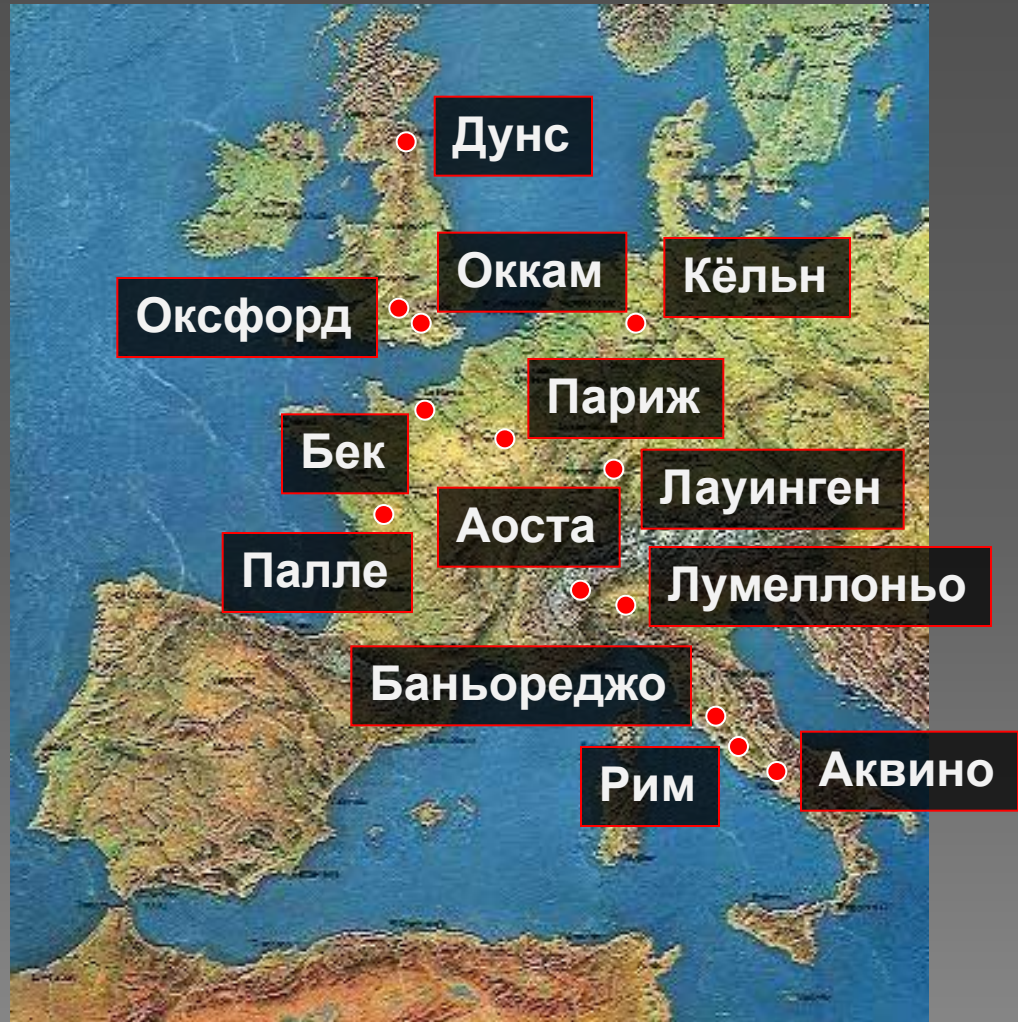 Дунс
Оккам
Кёльн
Оксфорд
Париж
Бек
Лауинген
Аоста
Палле
Лумеллоньо
Баньореджо
Рим
Аквино